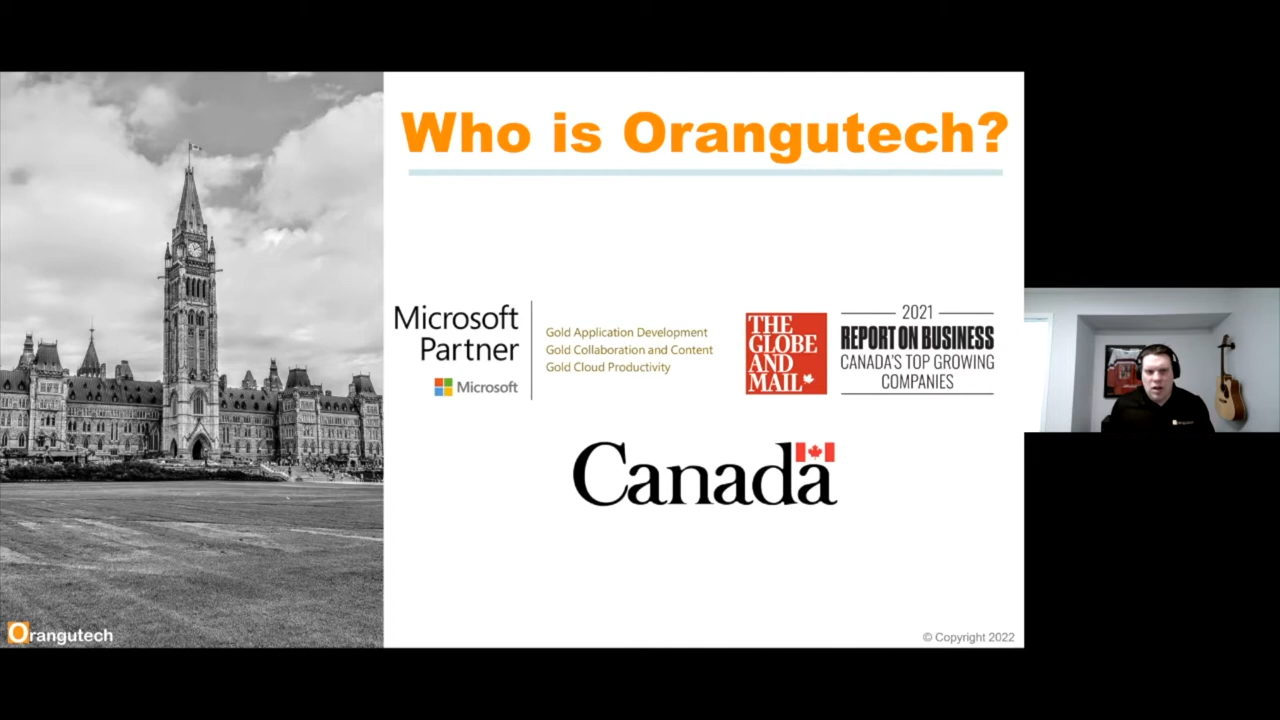 Who is Orangutech?
Microsoft
Partner
Microsoft
Gold Application Development
Gold Collaboration and Content
Gold Cloud Productivity
THE
GLOBE
AND
MAIL
2021
REPORT ON BUSINESS
CANADA'S TOP GROWING
COMPANIES
Canada
Orangutech
© Copyright 2022
orangutech